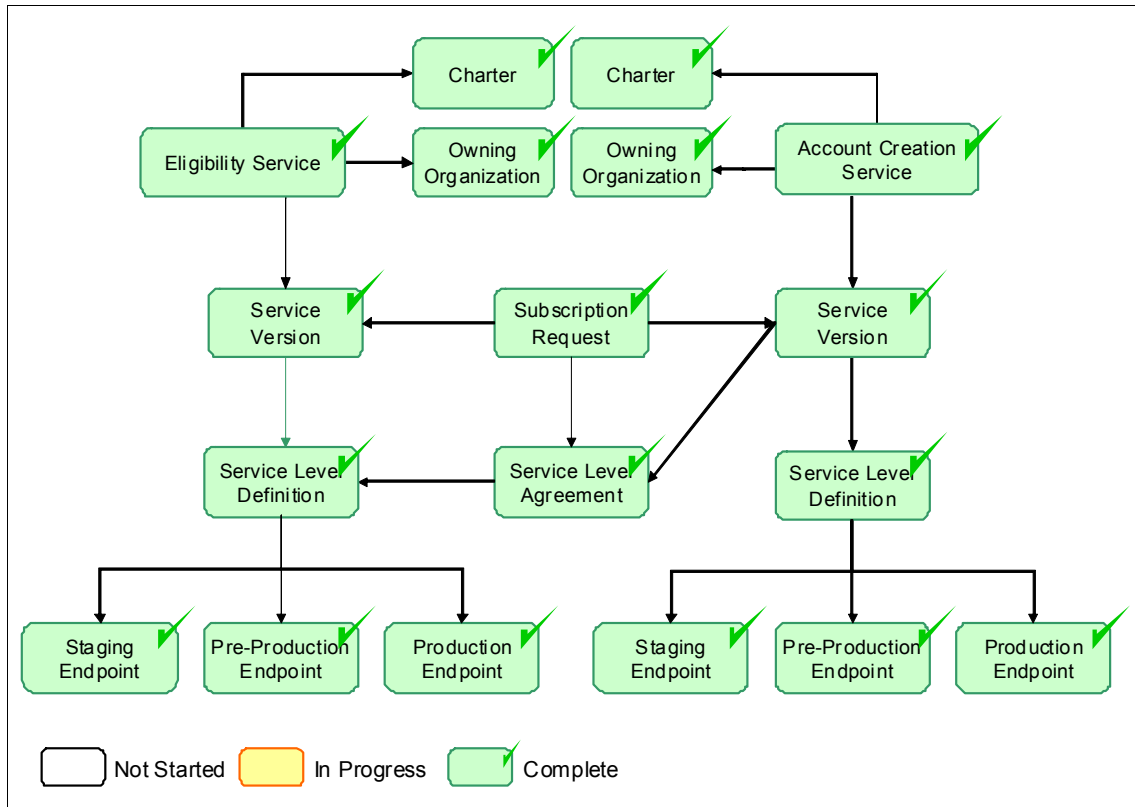 Charter
Charter
Eligibility Service
Owning
Organization
Owning
Organization
Account Creation
Service
Service
Version
Subscription
Request
Service
Version
Service Level
Definition
Service Level
Agreement
Service Level
Definition
Staging
Endpoint
Pre-Production
Endpoint
Production
Endpoint
Staging
Endpoint
Pre-Production
Endpoint
Production
Endpoint
Not Started
In Progress
Complete